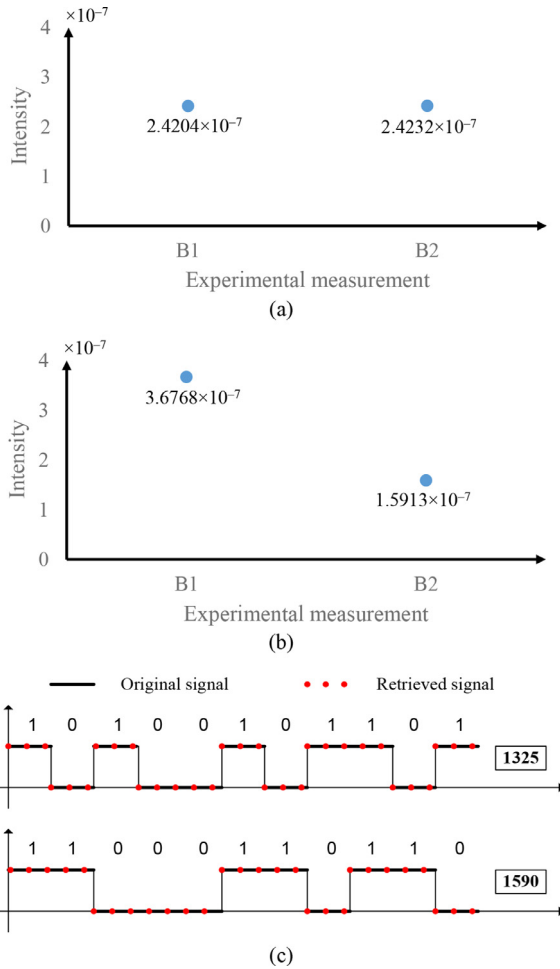 ×10⁻⁷
4
3
2
1
0
Intensity
2.4204×10⁻⁷ 2.4232×10⁻⁷
B1 B2
Experimental measurement
(a)
×10⁻⁷
4
3
2
1
0
Intensity
3.6768×10⁻⁷
1.5913×10⁻⁷
B1 B2
Experimental measurement
(b)
Original signal Retrieved signal
1 0 1 0 0 1 0 1 1 0 1
1325
1 1 0 0 0 1 1 0 1 1 0
1590
(c)